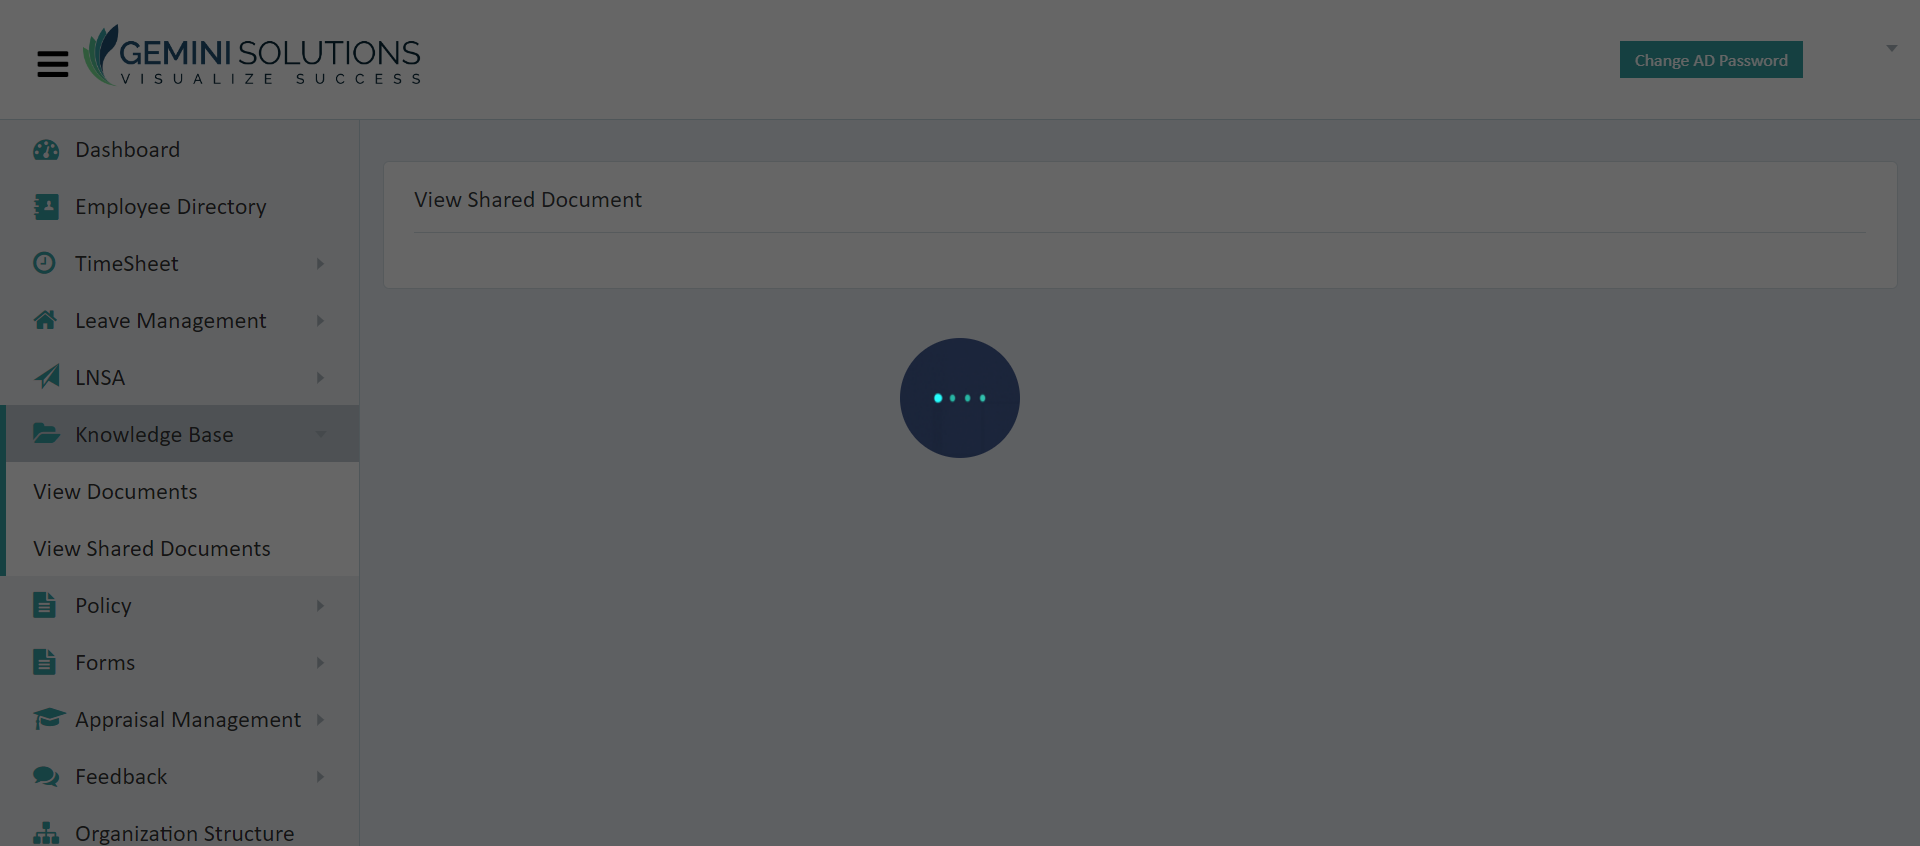 GEMINI SOLUTIONS
VISUALIZE SUCCESS
Change AD Password
Dashboard
Employee Directory
TimeSheet
Leave Management
LNSA
Knowledge Base
View Documents
View Shared Documents
Policy
Forms
Appraisal Management
Feedback
Organization Structure
View Shared Document